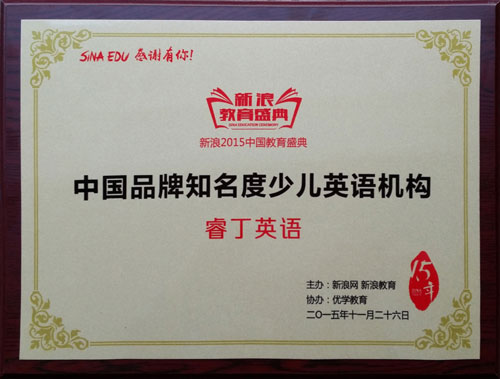 SINA EDU 感谢有你!
新浪
教育盛典
SINA EDUCATION CEREMONY
新浪2015中国教育盛典
中国品牌知名度少儿英语机构
睿丁英语
主办：新浪网 新浪教育
协办：优学教育
二〇一五年十一月二十六日
15年